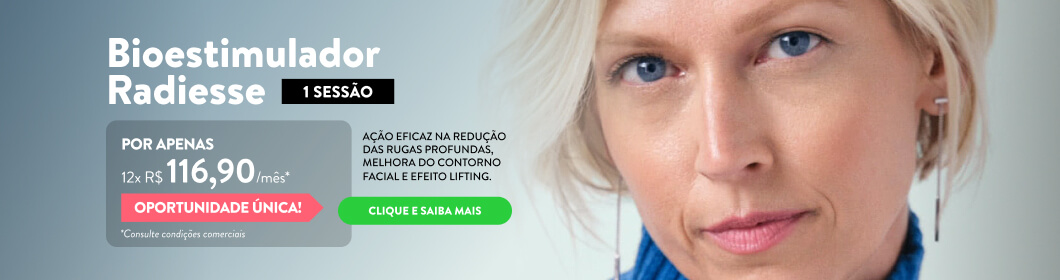 Bioestimulador
Radiesse
1 SESSÃO
POR APENAS
12x R$ 116,90/mês*
OPORTUNIDADE ÚNICA!
*Consulte condições comerciais
AÇÃO EFICAZ NA REDUÇÃO
DAS RUGAS PROFUNDAS,
MELHORA DO CONTORNO
FACIAL E EFEITO LIFTING.
CLIQUE E SAIBA MAIS